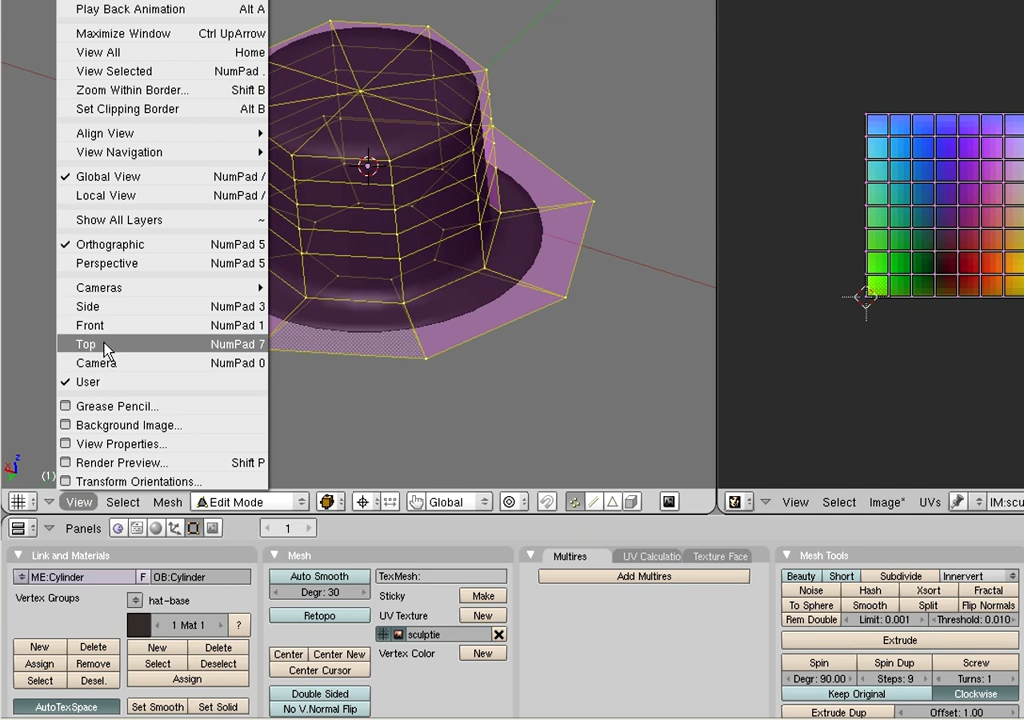 Play Back Animation Alt A
Maximize Window Ctrl UpArrow
View All Home
View Selected NumPad .
Zoom Within Border... Shift B
Set Clipping Border Alt B
Align View
View Navigation
Global View NumPad /
Local View NumPad /
Show All Layers ~
Orthographic NumPad 5
Perspective NumPad 5
Cameras
Side NumPad 3
Front NumPad 1
Top NumPad 7
Camera NumPad 0
User
Grease Pencil...
Background Image...
View Properties...
Render Preview... Shift P
Transform Orientations...
z
x
(1)
View Select Mesh Edit Mode Global View Select Image* UVs IM:scu
Panels 1
Link and Materials Mesh Multires UV Calculatio Texture Face Mesh Tools
ME:Cylinder F OB:Cylinder Auto Smooth TexMesh: Add Multires Beauty Short Subdivide Innervert
Vertex Groups hat-base Degr: 30 Sticky Make Noise Hash Xsort Fractal
1 Mat 1 ? Retopo UV Texture New To Sphere Smooth Split Flip Normals
sculptie Rem Double Limit: 0.001 Threshold: 0.010
New Delete New Delete Center Center New Vertex Color New Extrude
Assign Remove Select Deselect Center Cursor Spin Spin Dup Screw
Select Desel. Assign Degr: 90.00 Steps: 9 Turns: 1
Double Sided Keep Original Clockwise
AutoTexSpace Set Smooth Set Solid No V.Normal Flip Extrude Dup Offset: 1.00